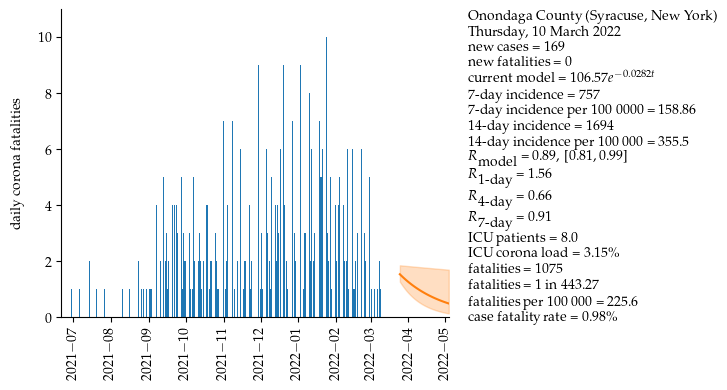 daily corona fatalities
10
8
6
4
2
0
2021−07
2021−08
2021−09
2021−10
2021−11
2021−12
2022−01
2022−02
2022−03
2022−04
2022−05
Onondaga County (Syracuse, New York)
Thursday, 10 March 2022
new cases = 169
new fatalities = 0
current model = 106.57e^{−0.0282t}
7-day incidence = 757
7-day incidence per 100 0000 = 158.86
14-day incidence = 1694
14-day incidence per 100 000 = 355.5
R_model = 0.89, [0.81, 0.99]
R_1-day = 1.56
R_4-day = 0.66
R_7-day = 0.91
ICU patients = 8.0
ICU corona load = 3.15%
fatalities = 1075
fatalities = 1 in 443.27
fatalities per 100 000 = 225.6
case fatality rate = 0.98%